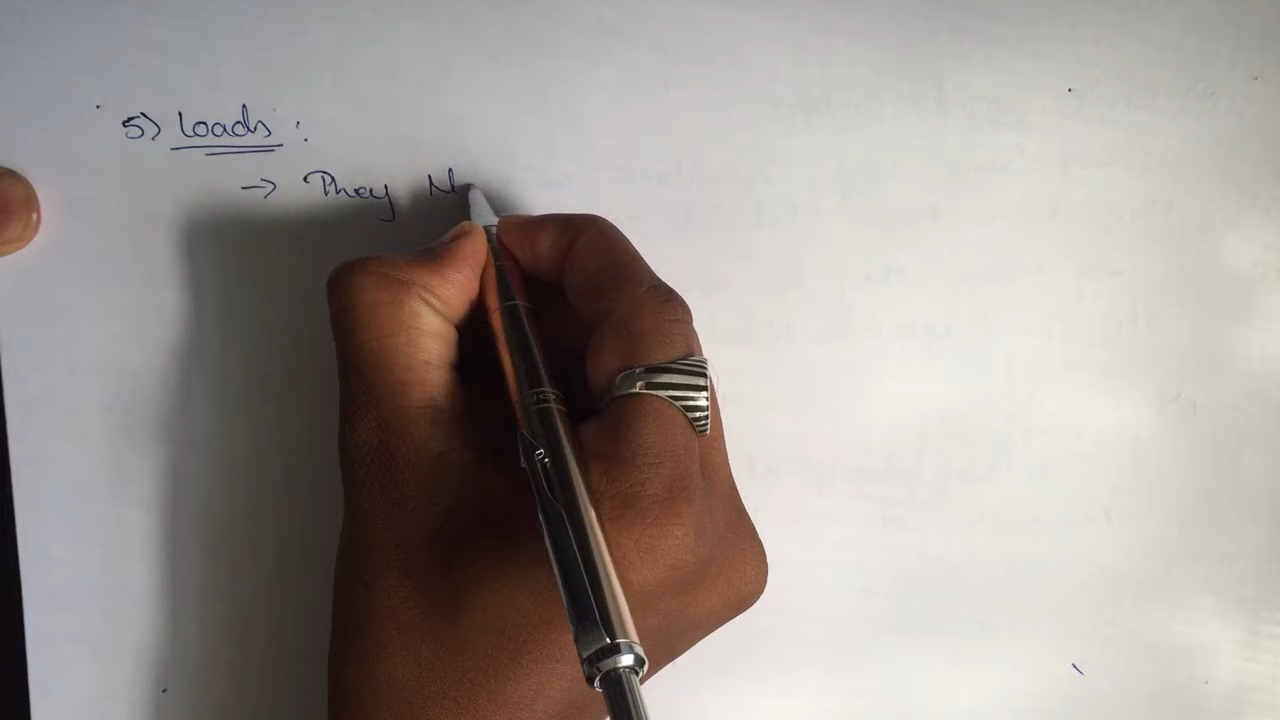 5) Loads :
→ They M